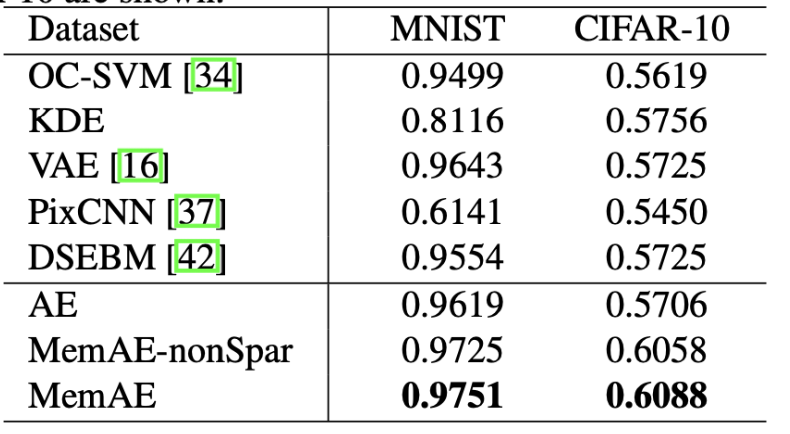 10 are shown.
Dataset MNIST CIFAR-10
OC-SVM [34] 0.9499 0.5619
KDE 0.8116 0.5756
VAE [16] 0.9643 0.5725
PixCNN [37] 0.6141 0.5450
DSEBM [42] 0.9554 0.5725
AE 0.9619 0.5706
MemAE-nonSpar 0.9725 0.6058
MemAE 0.9751 0.6088